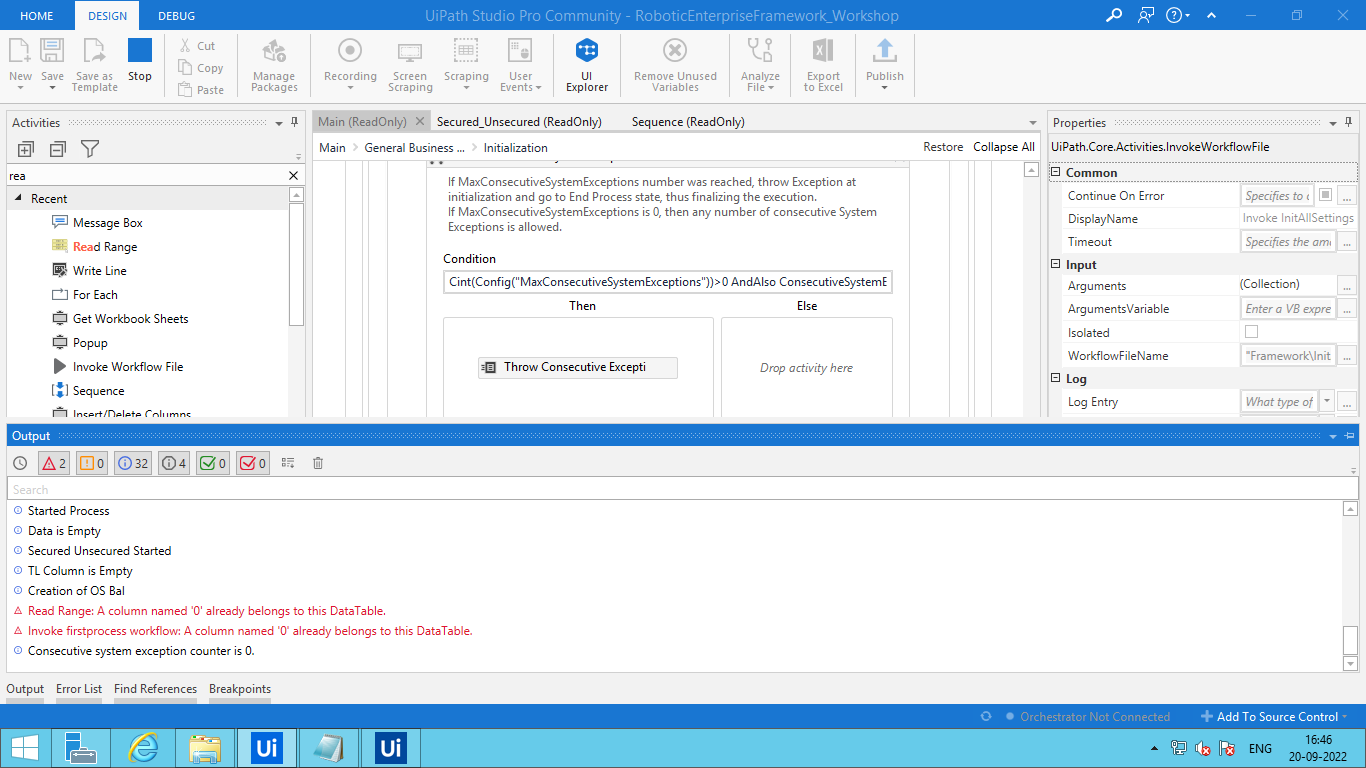 HOME DESIGN DEBUG UiPath Studio Pro Community - RoboticEnterpriseFramework_Workshop
New Save Save as Template Stop
Cut
Copy
Paste
Manage Packages
Recording
Screen Scraping
Scraping
User Events
UI Explorer
Remove Unused Variables
Analyze File
Export to Excel
Publish
Activities
rea
Recent
Message Box
Read Range
Write Line
For Each
Get Workbook Sheets
Popup
Invoke Workflow File
Sequence
Insert/Delete Columns
Main (ReadOnly) Secured_Unsecured (ReadOnly) Sequence (ReadOnly)
Main General Business ... Initialization Restore Collapse All
If MaxConsecutiveSystemExceptions number was reached, throw Exception at
initialization and go to End Process state, thus finalizing the execution.
If MaxConsecutiveSystemExceptions is 0, then any number of consecutive System
Exceptions is allowed.
Condition
Cint(Config("MaxConsecutiveSystemExceptions"))>0 AndAlso ConsecutiveSystemE
Then Else
Throw Consecutive Excepti
Drop activity here
Properties
UiPath.Core.Activities.InvokeWorkflowFile
Common
Continue On Error Specifies to c ...
DisplayName Invoke InitAllSettings
Timeout Specifies the amo ...
Input
Arguments (Collection) ...
ArgumentsVariable Enter a VB expre ...
Isolated
WorkflowFileName "Framework\Init ...
Log
Log Entry What type of ...
Output
2 0 32 4 0 0
Search
Started Process
Data is Empty
Secured Unsecured Started
TL Column is Empty
Creation of OS Bal
Read Range: A column named '0' already belongs to this DataTable.
Invoke firstprocess workflow: A column named '0' already belongs to this DataTable.
Consecutive system exception counter is 0.
Output Error List Find References Breakpoints
Orchestrator Not Connected Add To Source Control
Ui Ui ENG 16:46
20-09-2022